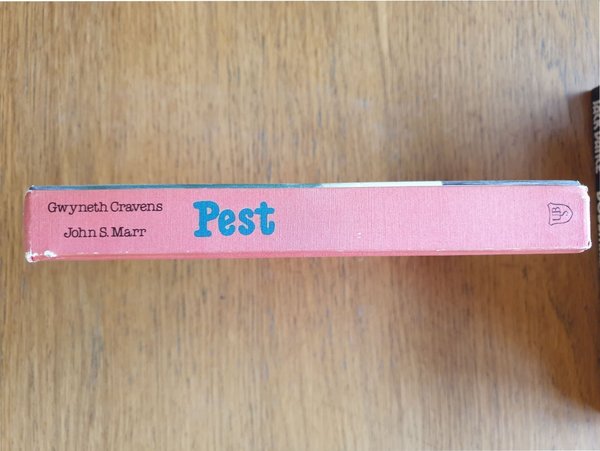 Gwyneth Cravens
John S. Marr
Pest